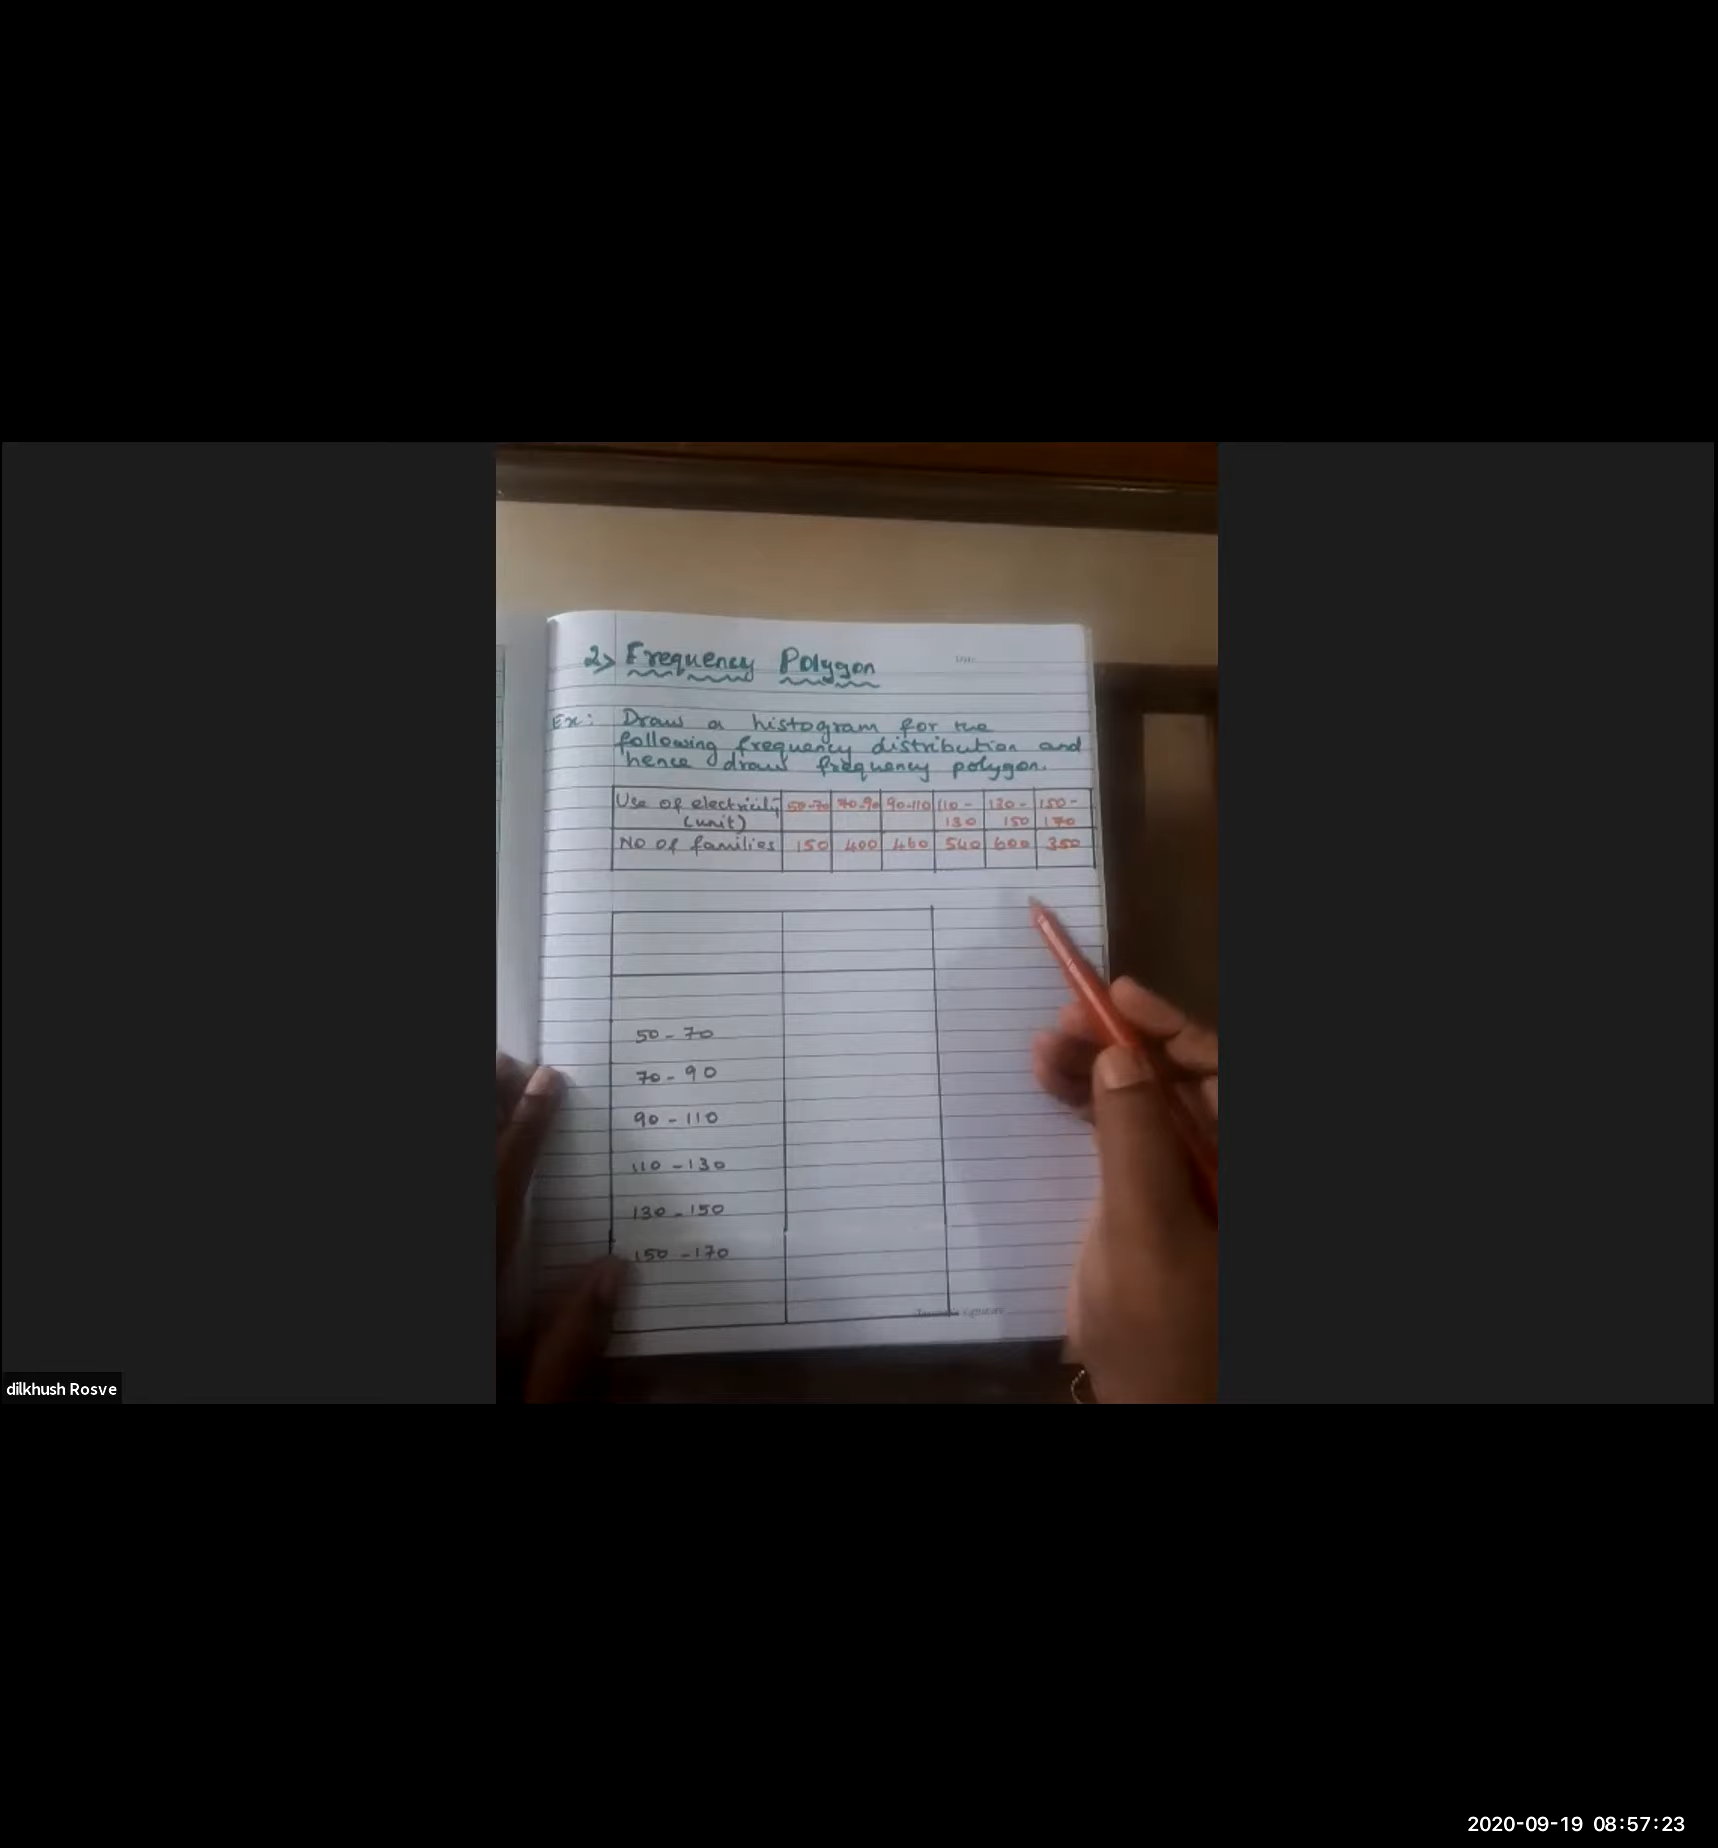 2> Frequency Polygon
Date
Ex: Draw a histogram for the
following frequency distribution and
hence draw frequency polygon.
Use of electricity 50-70 70-90 90-110 110- 130- 150-
(unit) 130 150 170
No of families 150 400 460 540 600 350
50 - 70
70 - 90
90 - 110
110 - 130
130 - 150
150 - 170
dilkhush Rosve
2020-09-19 08:57:23